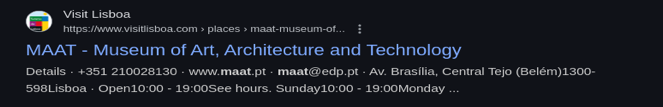 Visit Lisboa
https://www.visitlisboa.com › places › maat-museum-of...
MAAT - Museum of Art, Architecture and Technology
Details · +351 210028130 · www.maat.pt · maat@edp.pt · Av. Brasília, Central Tejo (Belém)1300-
598Lisboa · Open10:00 - 19:00See hours. Sunday10:00 - 19:00Monday ...